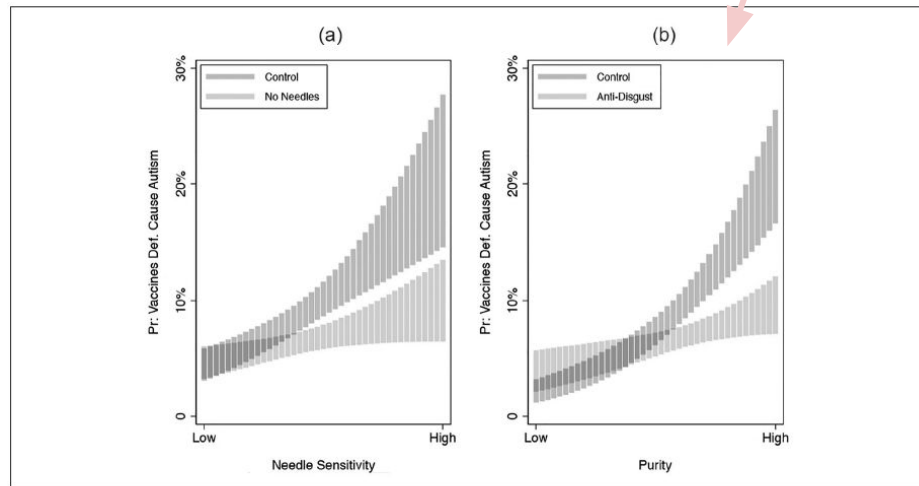 (a)
Control
No Needles
30%
20%
10%
0
Pr: Vaccines Def. Cause Autism
Low
High
Needle Sensitivity
(b)
Control
Anti-Disgust
30%
20%
10%
0
Pr: Vaccines Def. Cause Autism
Low
High
Purity